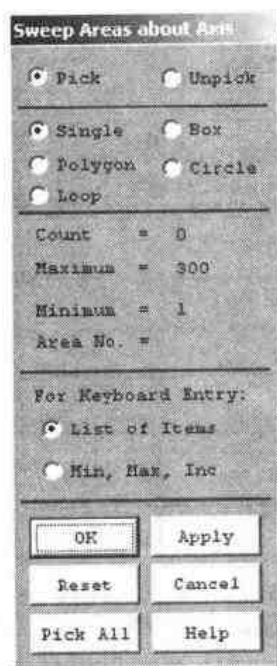 Sweep Areas about Axis
Pick Unpick
Single Box
Polygon Circle
Loop
Count = 0
Maximum = 300
Minimum = 1
Area No. =
For Keyboard Entry:
List of Items
Min, Max, Inc
OK Apply
Reset Cancel
Pick All Help